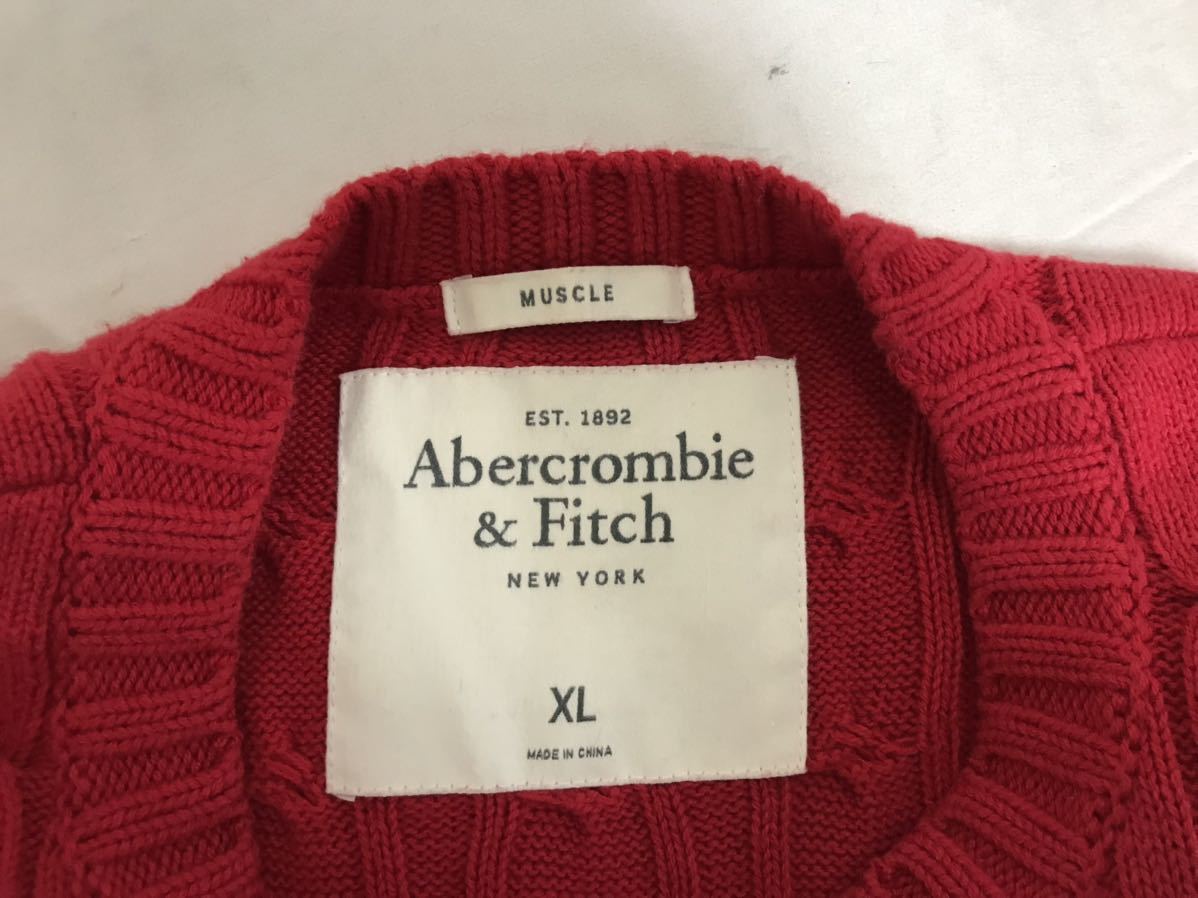 MUSCLE
EST. 1892
Abercrombie
& Fitch
NEW YORK
XL
MADE IN CHINA